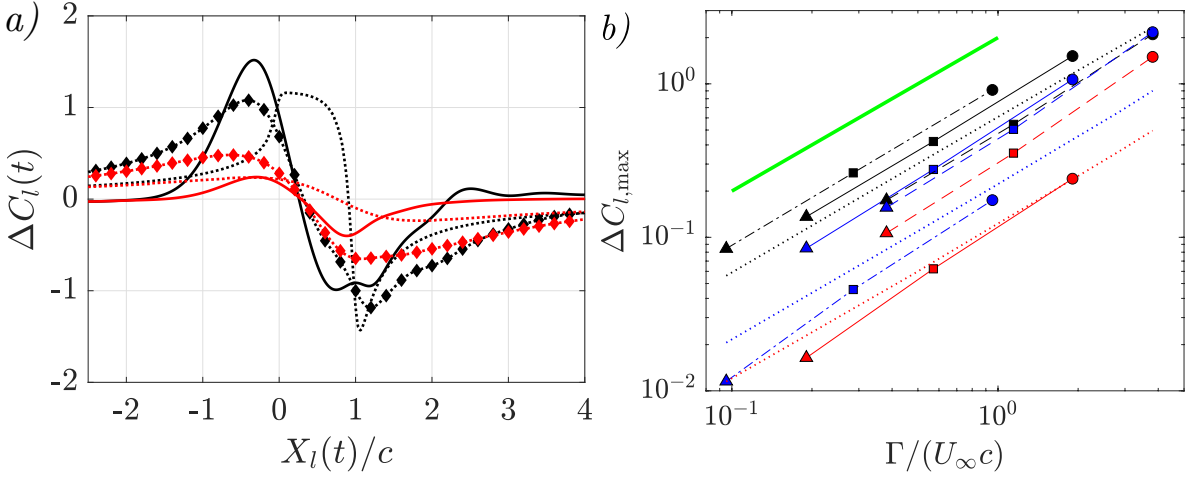 a)
2
1
0
-1
-2
-2
-1
0
1
2
3
4
ΔC_l(t)
X_l(t)/c
b)
10^0
10^-1
10^-2
10^-1
10^0
ΔC_{l,max}
Γ/(U_∞c)